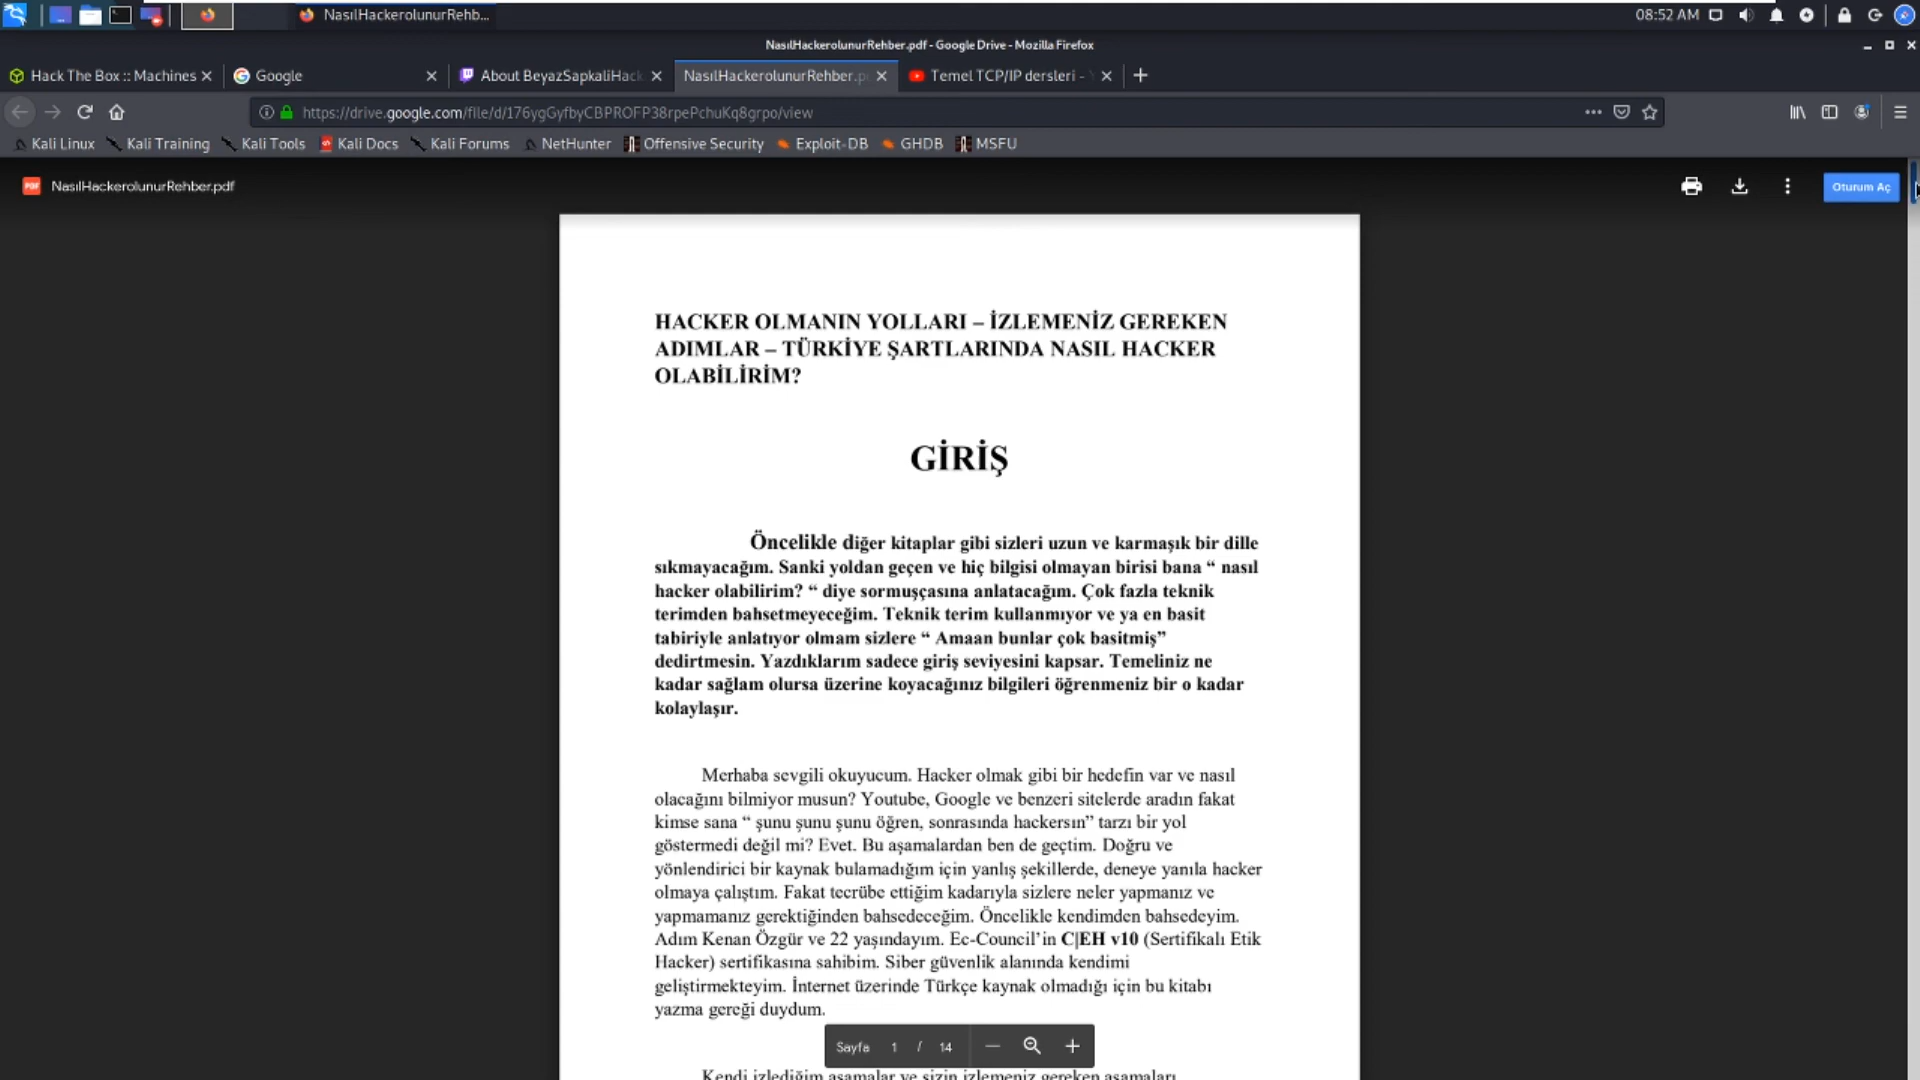 NasılHackerolunurRehb...
08:52 AM
NasılHackerolunurRehber.pdf - Google Drive - Mozilla Firefox
Hack The Box :: Machines
Google
About BeyazSapkaliHack
NasılHackerolunurRehber.p
Temel TCP/IP dersleri -
https://drive.google.com/file/d/176ygGyfbyCBPROFP38rpePchuKq8grpo/view
Kali Linux Kali Training Kali Tools Kali Docs Kali Forums NetHunter Offensive Security Exploit-DB GHDB MSFU
PDF NasılHackerolunurRehber.pdf
Oturum Aç
HACKER OLMANIN YOLLARI – İZLEMENİZ GEREKEN
ADIMLAR – TÜRKİYE ŞARTLARINDA NASIL HACKER
OLABİLİRİM?
GİRİŞ
Öncelikle diğer kitaplar gibi sizleri uzun ve karmaşık bir dille
sıkmayacağım. Sanki yoldan geçen ve hiç bilgisi olmayan birisi bana “ nasıl
hacker olabilirim? “ diye sormuşçasına anlatacağım. Çok fazla teknik
terimden bahsetmeyeceğim. Teknik terim kullanmıyor ve ya en basit
tabiriyle anlatıyor olmam sizlere “ Amaan bunlar çok basitmiş”
dedirtmesin. Yazdıklarım sadece giriş seviyesini kapsar. Temeliniz ne
kadar sağlam olursa üzerine koyacağınız bilgileri öğrenmeniz bir o kadar
kolaylaşır.
Merhaba sevgili okuyucum. Hacker olmak gibi bir hedefin var ve nasıl
olacağını bilmiyor musun? Youtube, Google ve benzeri sitelerde aradın fakat
kimse sana “ şunu şunu şunu öğren, sonrasında hackersın” tarzı bir yol
göstermedi değil mi? Evet. Bu aşamalardan ben de geçtim. Doğru ve
yönlendirici bir kaynak bulamadığım için yanlış şekillerde, deneye yanıla hacker
olmaya çalıştım. Fakat tecrübe ettiğim kadarıyla sizlere neler yapmanız ve
yapmamanız gerektiğinden bahsedeceğim. Öncelikle kendimden bahsedeyim.
Adım Kenan Özgür ve 22 yaşındayım. Ec-Council’in C|EH v10 (Sertifikalı Etik
Hacker) sertifikasına sahibim. Siber güvenlik alanında kendimi
geliştirmekteyim. İnternet üzerinde Türkçe kaynak olmadığı için bu kitabı
yazma gereği duydum.
Sayfa 1 / 14
Kendi izlediğim aşamalar ve sizin izlemeniz gereken aşamaları